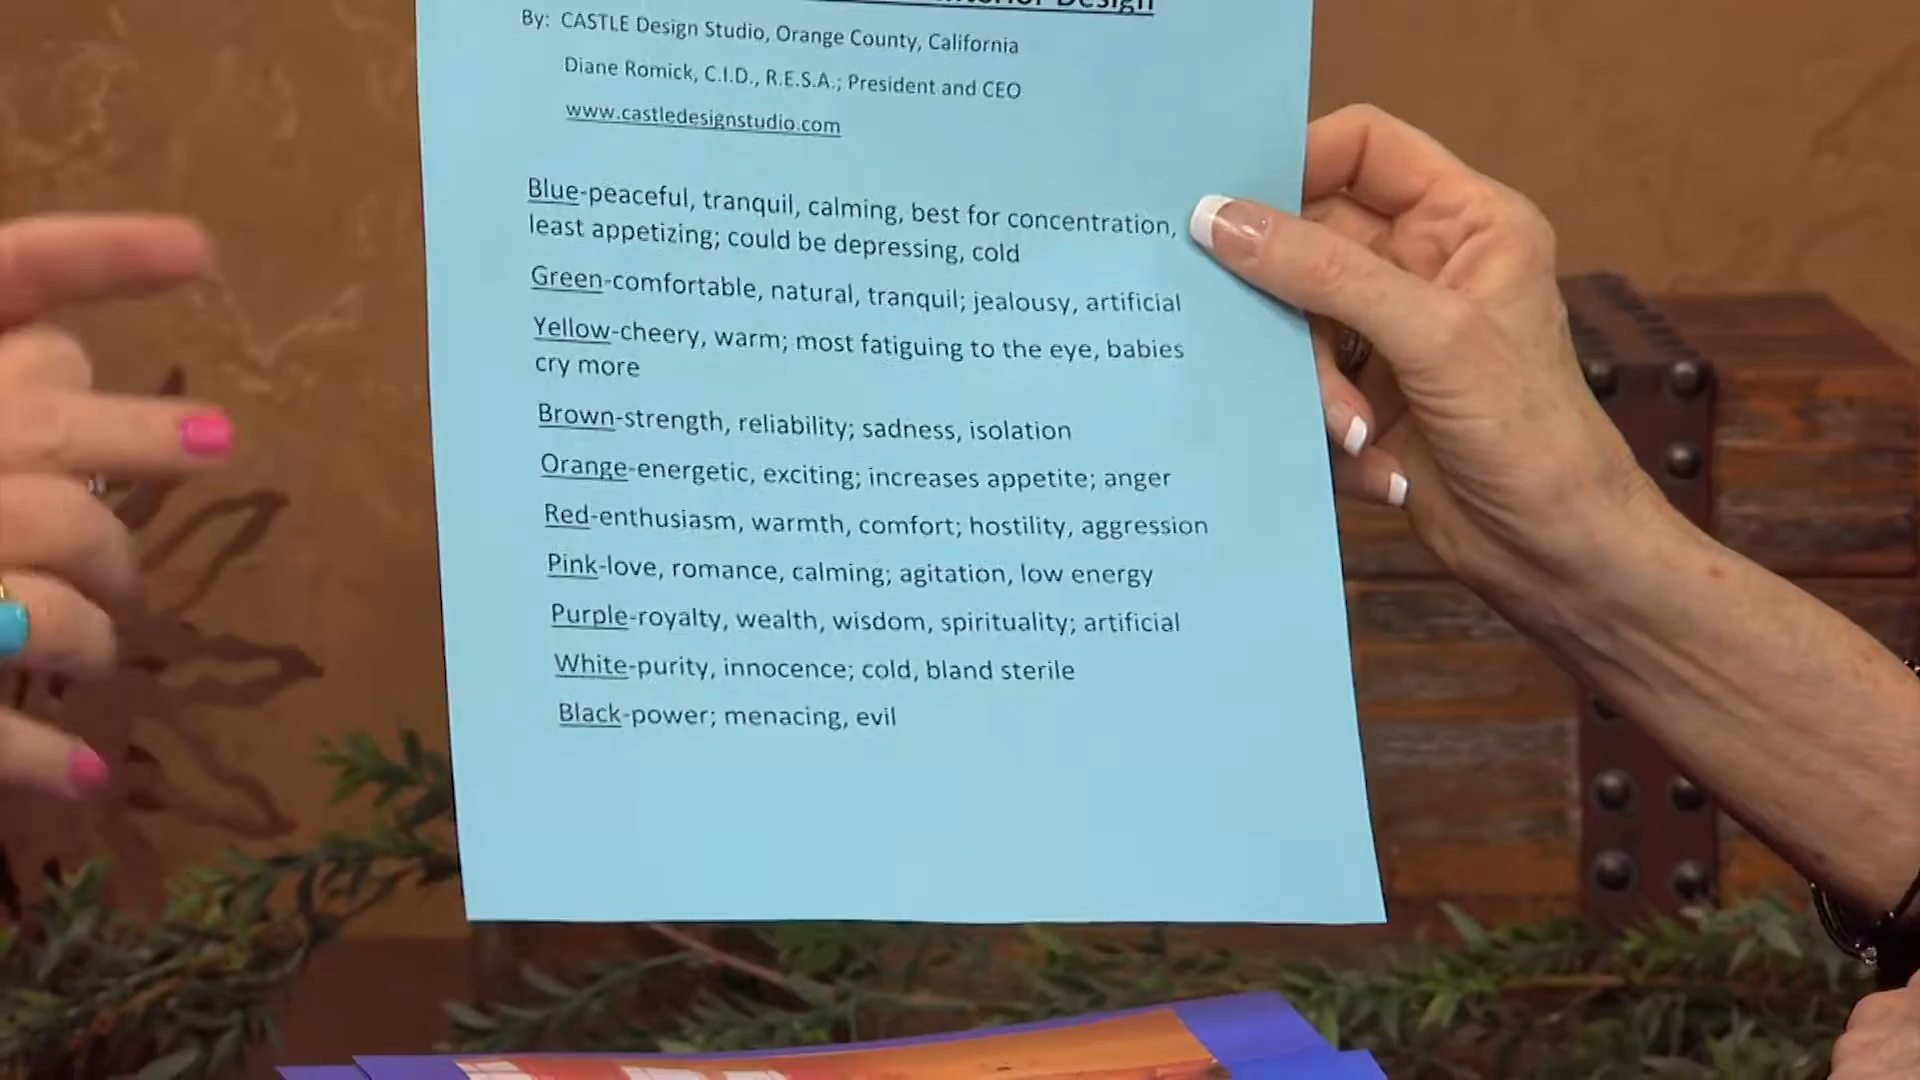 Interior Design
By: CASTLE Design Studio, Orange County, California
Diane Romick, C.I.D., R.E.S.A.; President and CEO
www.castledesignstudio.com
Blue-peaceful, tranquil, calming, best for concentration,
least appetizing; could be depressing, cold
Green-comfortable, natural, tranquil; jealousy, artificial
Yellow-cheery, warm; most fatiguing to the eye, babies
cry more
Brown-strength, reliability; sadness, isolation
Orange-energetic, exciting; increases appetite; anger
Red-enthusiasm, warmth, comfort; hostility, aggression
Pink-love, romance, calming; agitation, low energy
Purple-royalty, wealth, wisdom, spirituality; artificial
White-purity, innocence; cold, bland sterile
Black-power; menacing, evil